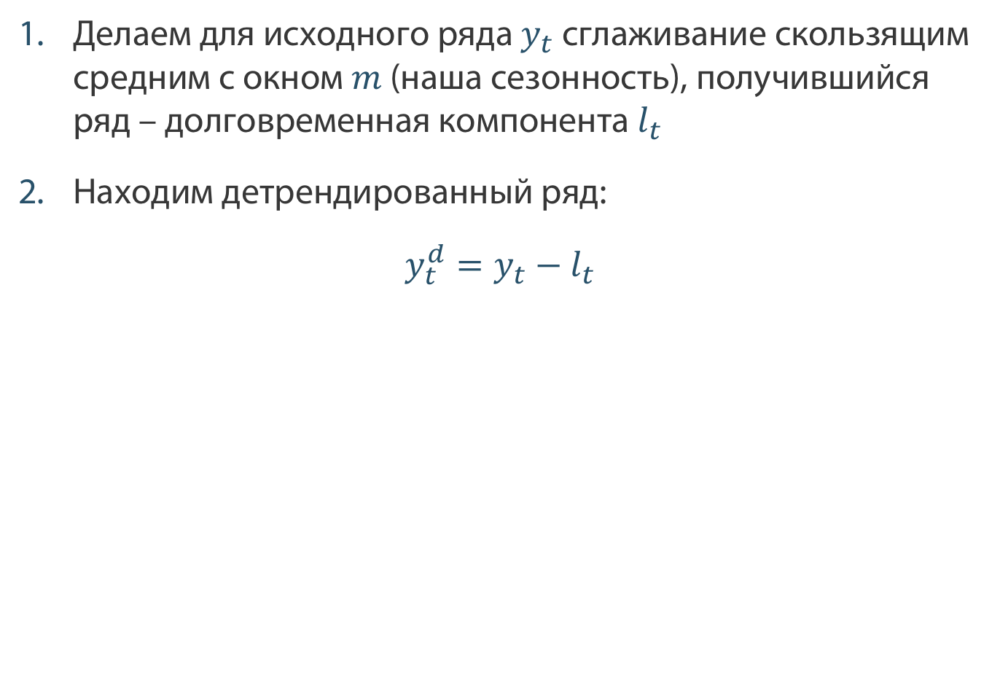 1. Делаем для исходного ряда $y_t$ сглаживание скользящим
средним с окном $m$ (наша сезонность), получившийся
ряд – долговременная компонента $l_t$
2. Находим детрендированный ряд:
$y_t^d = y_t - l_t$